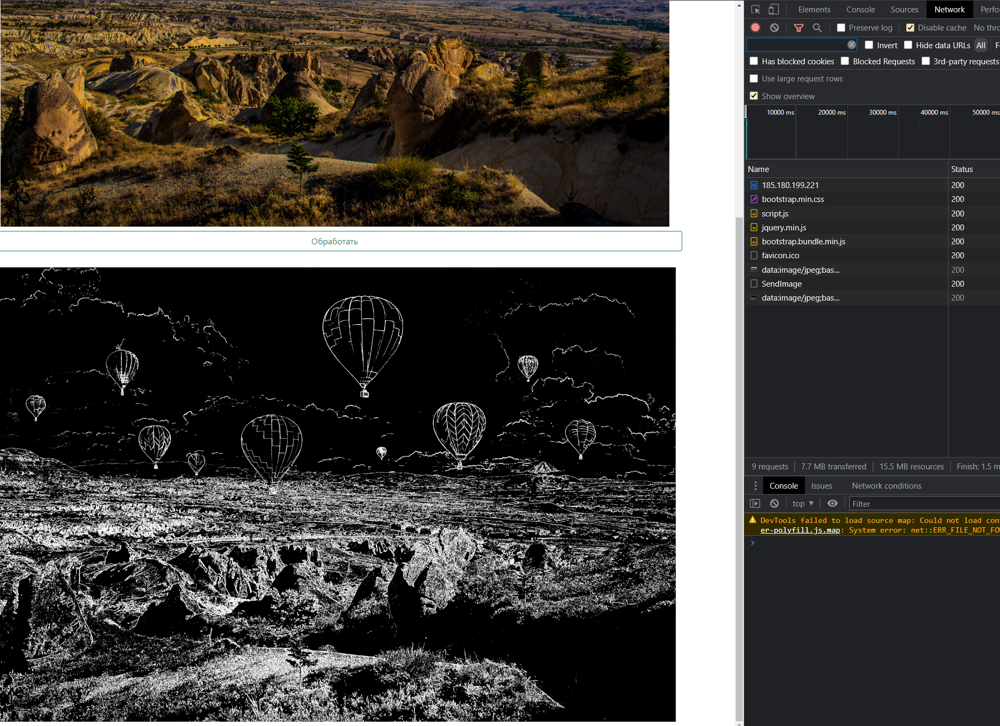 Обработать
Elements Console Sources Network Perfo
Preserve log Disable cache No thro
Invert Hide data URLs All Fe
Has blocked cookies Blocked Requests 3rd-party requests
Use large request rows
Show overview
10000 ms 20000 ms 30000 ms 40000 ms 50000 ms
Name Status
185.180.199.221 200
bootstrap.min.css 200
script.js 200
jquery.min.js 200
bootstrap.bundle.min.js 200
favicon.ico 200
data:image/jpeg;bas... 200
SendImage 200
data:image/jpeg;bas... 200
9 requests 7.7 MB transferred 15.5 MB resources Finish: 1.5 m
Console Issues Network conditions
top Filter
DevTools failed to load source map: Could not load con
er-polyfill.js.map: System error: net::ERR_FILE_NOT_FOU